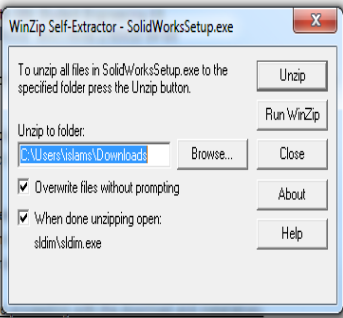 WinZip Self-Extractor - SolidWorksSetup.exe
X
To unzip all files in SolidWorksSetup.exe to the
specified folder press the Unzip button.
Unzip
Run WinZip
Unzip to folder:
C:\Users\islams\Downloads
Browse...
Close
Overwrite files without prompting
About
When done unzipping open:
sldim\sldim.exe
Help